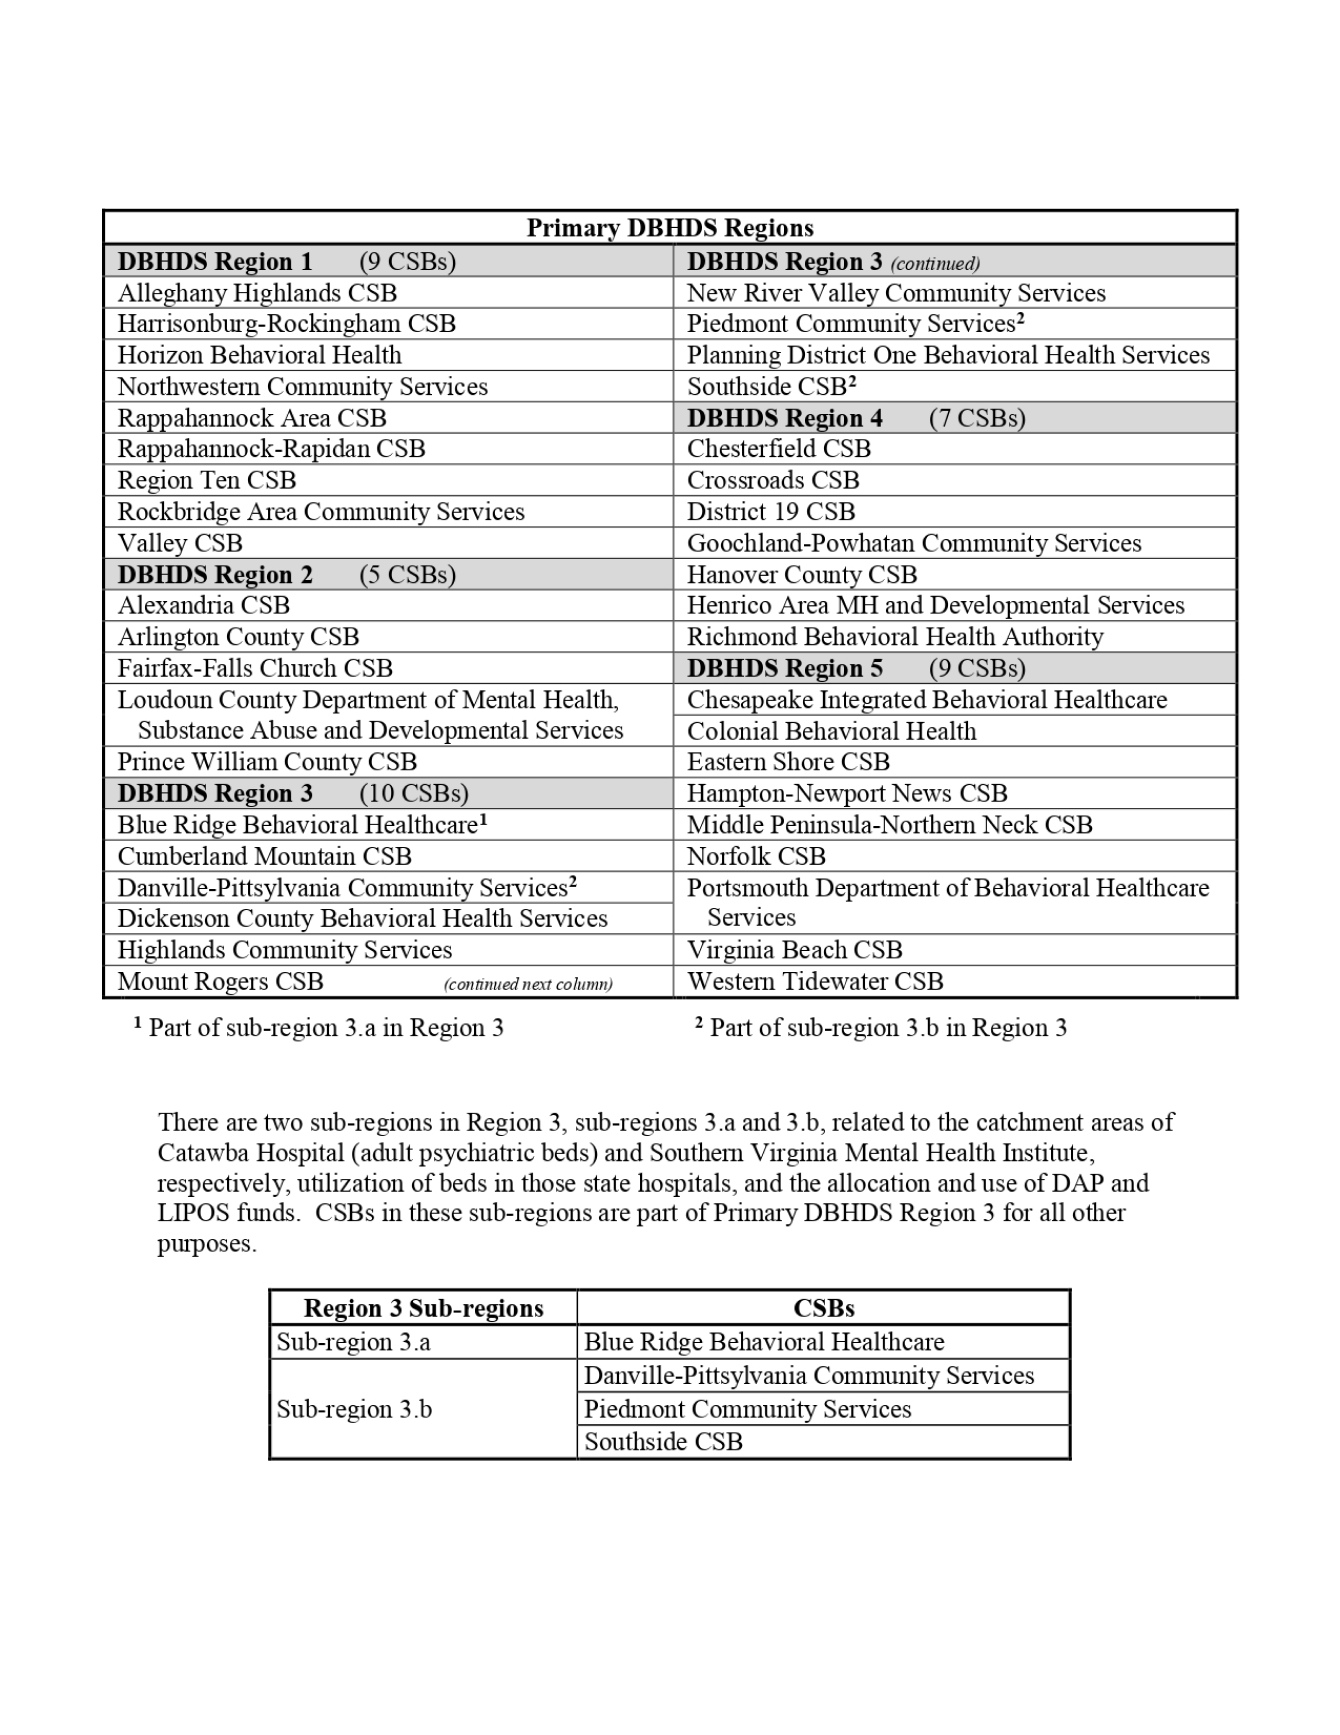 Primary DBHDS Regions
DBHDS Region 1 (9 CSBs)
Alleghany Highlands CSB
Harrisonburg-Rockingham CSB
Horizon Behavioral Health
Northwestern Community Services
Rappahannock Area CSB
Rappahannock-Rapidan CSB
Region Ten CSB
Rockbridge Area Community Services
Valley CSB
DBHDS Region 2 (5 CSBs)
Alexandria CSB
Arlington County CSB
Fairfax-Falls Church CSB
Loudoun County Department of Mental Health,
Substance Abuse and Developmental Services
Prince William County CSB
DBHDS Region 3 (10 CSBs)
Blue Ridge Behavioral Healthcare¹
Cumberland Mountain CSB
Danville-Pittsylvania Community Services²
Dickenson County Behavioral Health Services
Highlands Community Services
Mount Rogers CSB (continued next column)
DBHDS Region 3 (continued)
New River Valley Community Services
Piedmont Community Services²
Planning District One Behavioral Health Services
Southside CSB²
DBHDS Region 4 (7 CSBs)
Chesterfield CSB
Crossroads CSB
District 19 CSB
Goochland-Powhatan Community Services
Hanover County CSB
Henrico Area MH and Developmental Services
Richmond Behavioral Health Authority
DBHDS Region 5 (9 CSBs)
Chesapeake Integrated Behavioral Healthcare
Colonial Behavioral Health
Eastern Shore CSB
Hampton-Newport News CSB
Middle Peninsula-Northern Neck CSB
Norfolk CSB
Portsmouth Department of Behavioral Healthcare
Services
Virginia Beach CSB
Western Tidewater CSB
¹ Part of sub-region 3.a in Region 3
² Part of sub-region 3.b in Region 3
There are two sub-regions in Region 3, sub-regions 3.a and 3.b, related to the catchment areas of
Catawba Hospital (adult psychiatric beds) and Southern Virginia Mental Health Institute,
respectively, utilization of beds in those state hospitals, and the allocation and use of DAP and
LIPOS funds. CSBs in these sub-regions are part of Primary DBHDS Region 3 for all other
purposes.
Region 3 Sub-regions CSBs
Sub-region 3.a Blue Ridge Behavioral Healthcare
Sub-region 3.b
Danville-Pittsylvania Community Services
Piedmont Community Services
Southside CSB